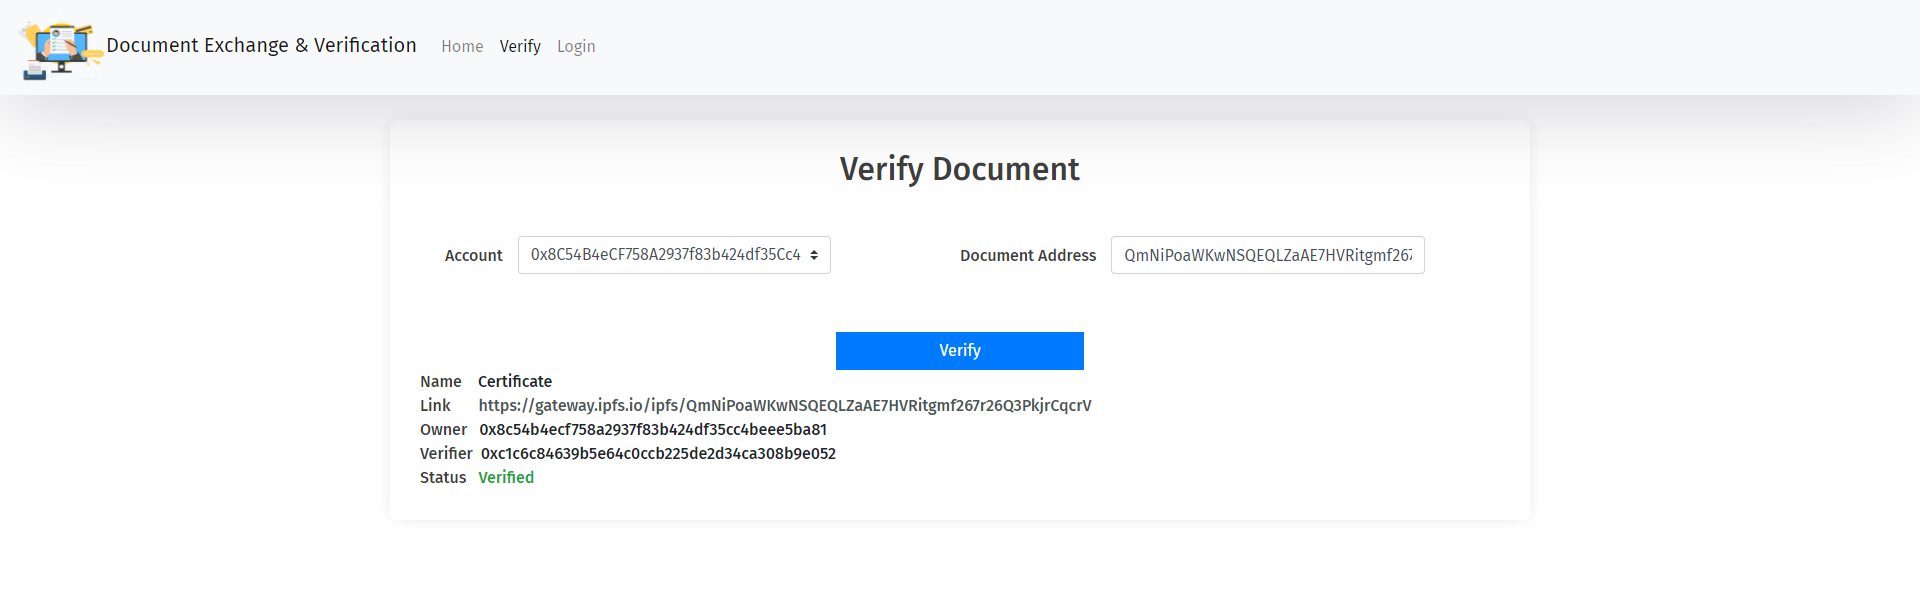 Document Exchange & Verification Home Verify Login
Verify Document
Account 0x8C54B4eCF758A2937f83b424df35Cc4 Document Address QmNiPoaWKwNSQEQLZaAE7HVRitgmf267
Verify
Name Certificate
Link https://gateway.ipfs.io/ipfs/QmNiPoaWKwNSQEQLZaAE7HVRitgmf267r26Q3PkjrCqcrV
Owner 0x8c54b4ecf758a2937f83b424df35cc4beee5ba81
Verifier 0xc1c6c84639b5e64c0ccb225de2d34ca308b9e052
Status Verified